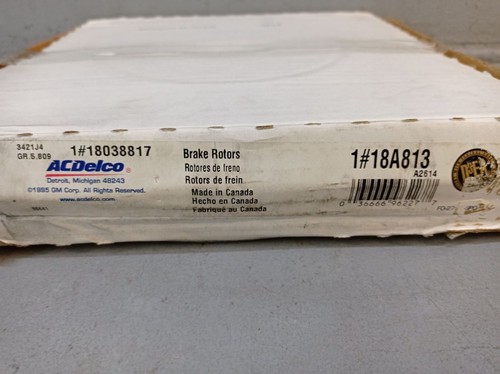 3421J4
GR.5.809
1#18038817
ACDelco
Detroit, Michigan 48243
©1995 GM Corp. All Rights Reserved
www.acdelco.com
Brake Rotors
Rotores de freno
Rotors de frein
Made in Canada
Hecho en Canada
Fabriqué au Canada
1#18A813
A2614